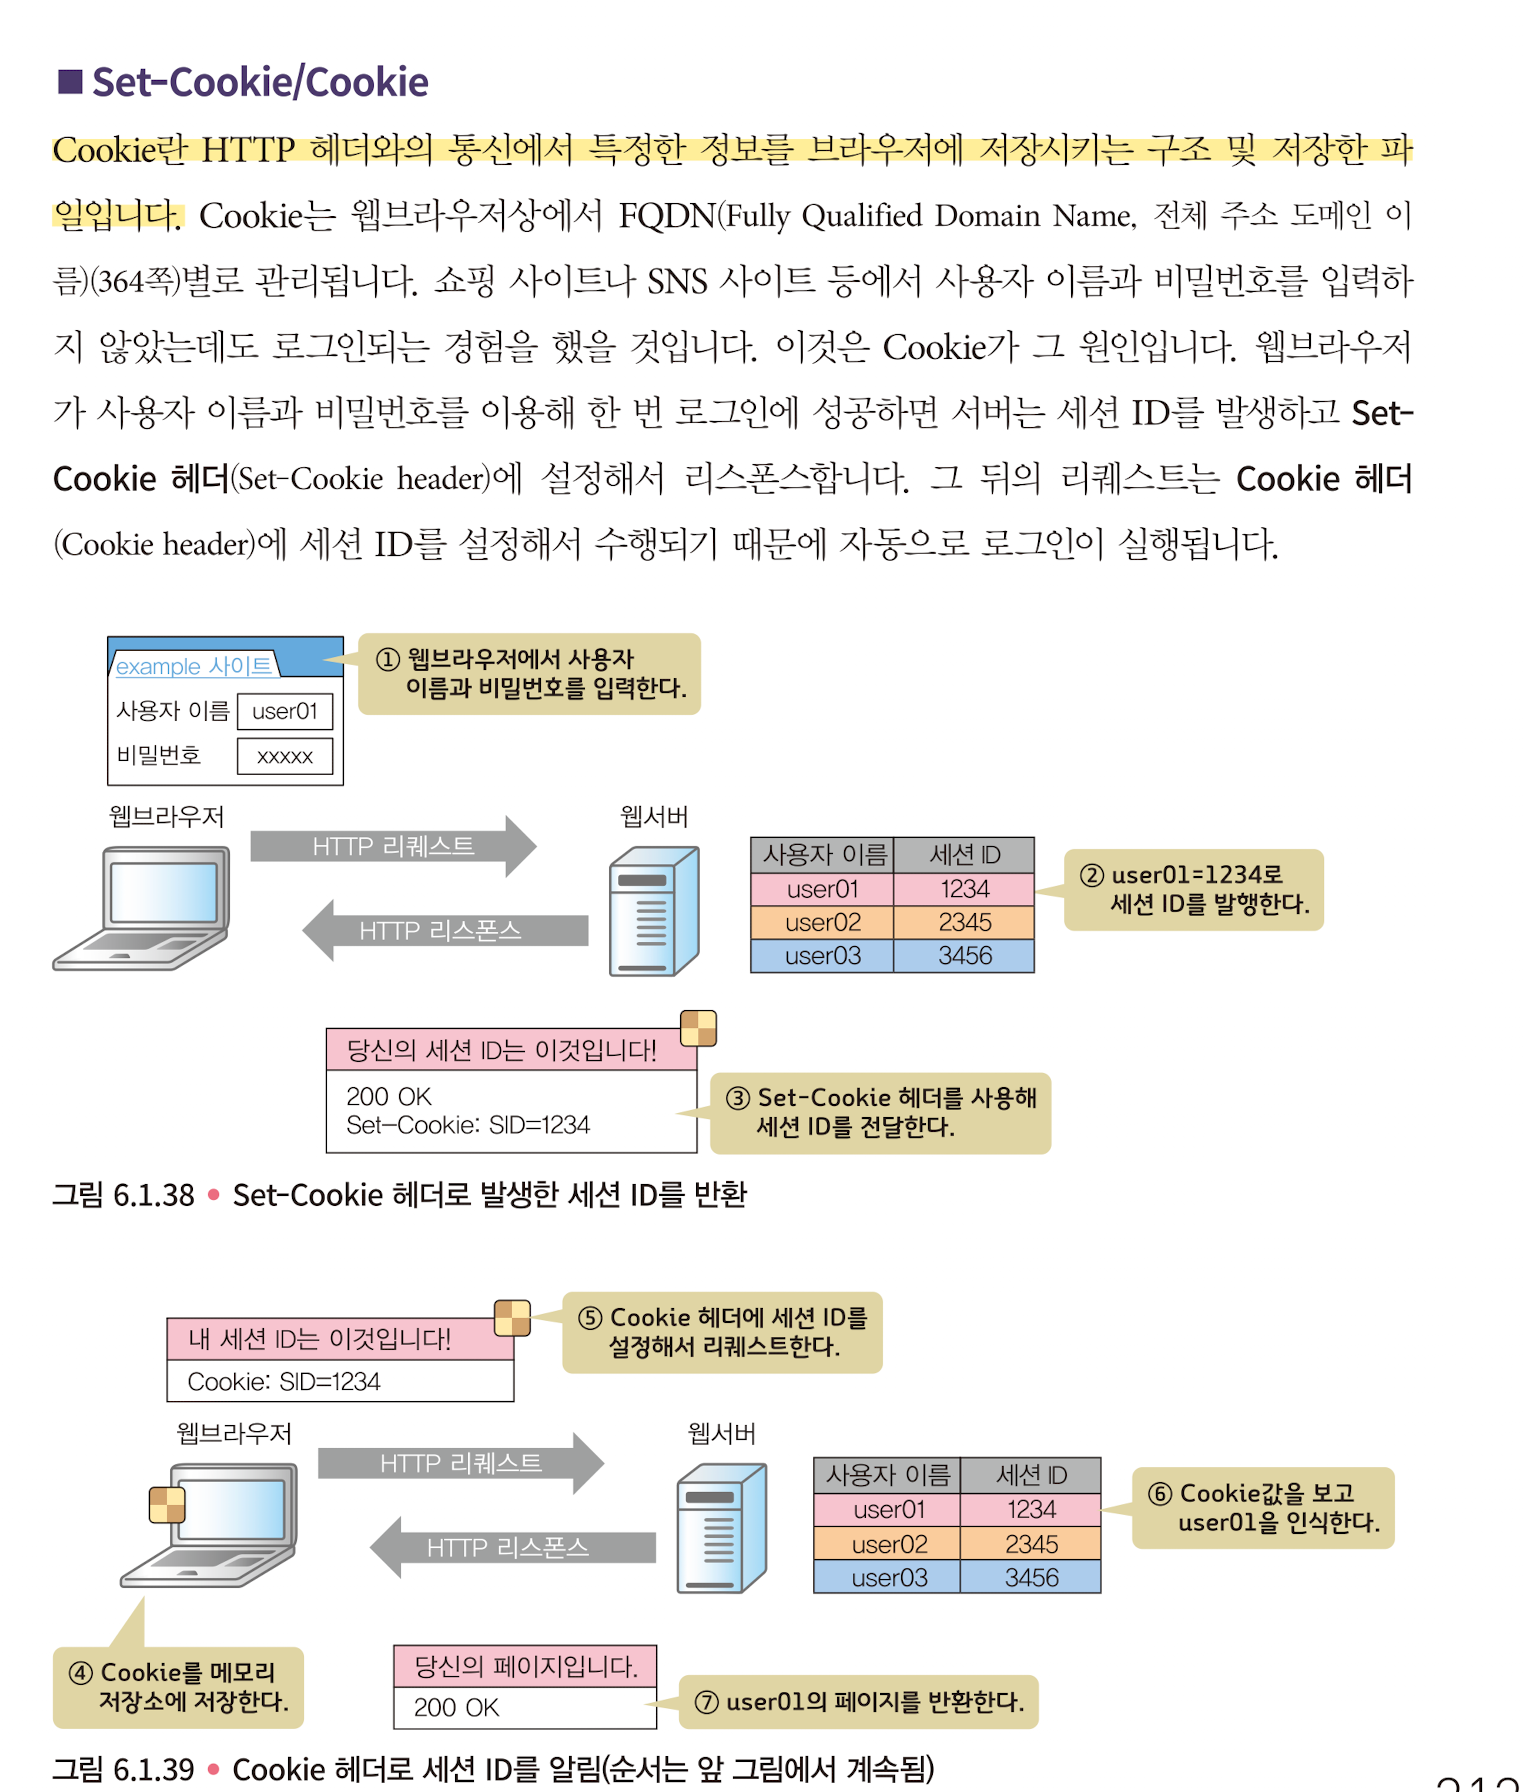 ■ Set-Cookie/Cookie
Cookie란 HTTP 헤더와의 통신에서 특정한 정보를 브라우저에 저장시키는 구조 및 저장한 파
일입니다. Cookie는 웹브라우저상에서 FQDN(Fully Qualified Domain Name, 전체 주소 도메인 이
름)(364쪽)별로 관리됩니다. 쇼핑 사이트나 SNS 사이트 등에서 사용자 이름과 비밀번호를 입력하
지 않았는데도 로그인되는 경험을 했을 것입니다. 이것은 Cookie가 그 원인입니다. 웹브라우저
가 사용자 이름과 비밀번호를 이용해 한 번 로그인에 성공하면 서버는 세션 ID를 발생하고 Set-
Cookie 헤더(Set-Cookie header)에 설정해서 리스폰스합니다. 그 뒤의 리퀘스트는 Cookie 헤더
(Cookie header)에 세션 ID를 설정해서 수행되기 때문에 자동으로 로그인이 실행됩니다.
example 사이트
사용자 이름 user01
비밀번호 xxxxx
① 웹브라우저에서 사용자
이름과 비밀번호를 입력한다.
웹브라우저
HTTP 리퀘스트
HTTP 리스폰스
웹서버
사용자 이름 세션 ID
user01 1234
user02 2345
user03 3456
② user01=1234로
세션 ID를 발행한다.
당신의 세션 ID는 이것입니다!
200 OK
Set-Cookie: SID=1234
③ Set-Cookie 헤더를 사용해
세션 ID를 전달한다.
그림 6.1.38 • Set-Cookie 헤더로 발생한 세션 ID를 반환
내 세션 ID는 이것입니다!
Cookie: SID=1234
⑤ Cookie 헤더에 세션 ID를
설정해서 리퀘스트한다.
웹브라우저
HTTP 리퀘스트
HTTP 리스폰스
웹서버
사용자 이름 세션 ID
user01 1234
user02 2345
user03 3456
⑥ Cookie값을 보고
user01을 인식한다.
④ Cookie를 메모리
저장소에 저장한다.
당신의 페이지입니다.
200 OK
⑦ user01의 페이지를 반환한다.
그림 6.1.39 • Cookie 헤더로 세션 ID를 알림(순서는 앞 그림에서 계속됨)